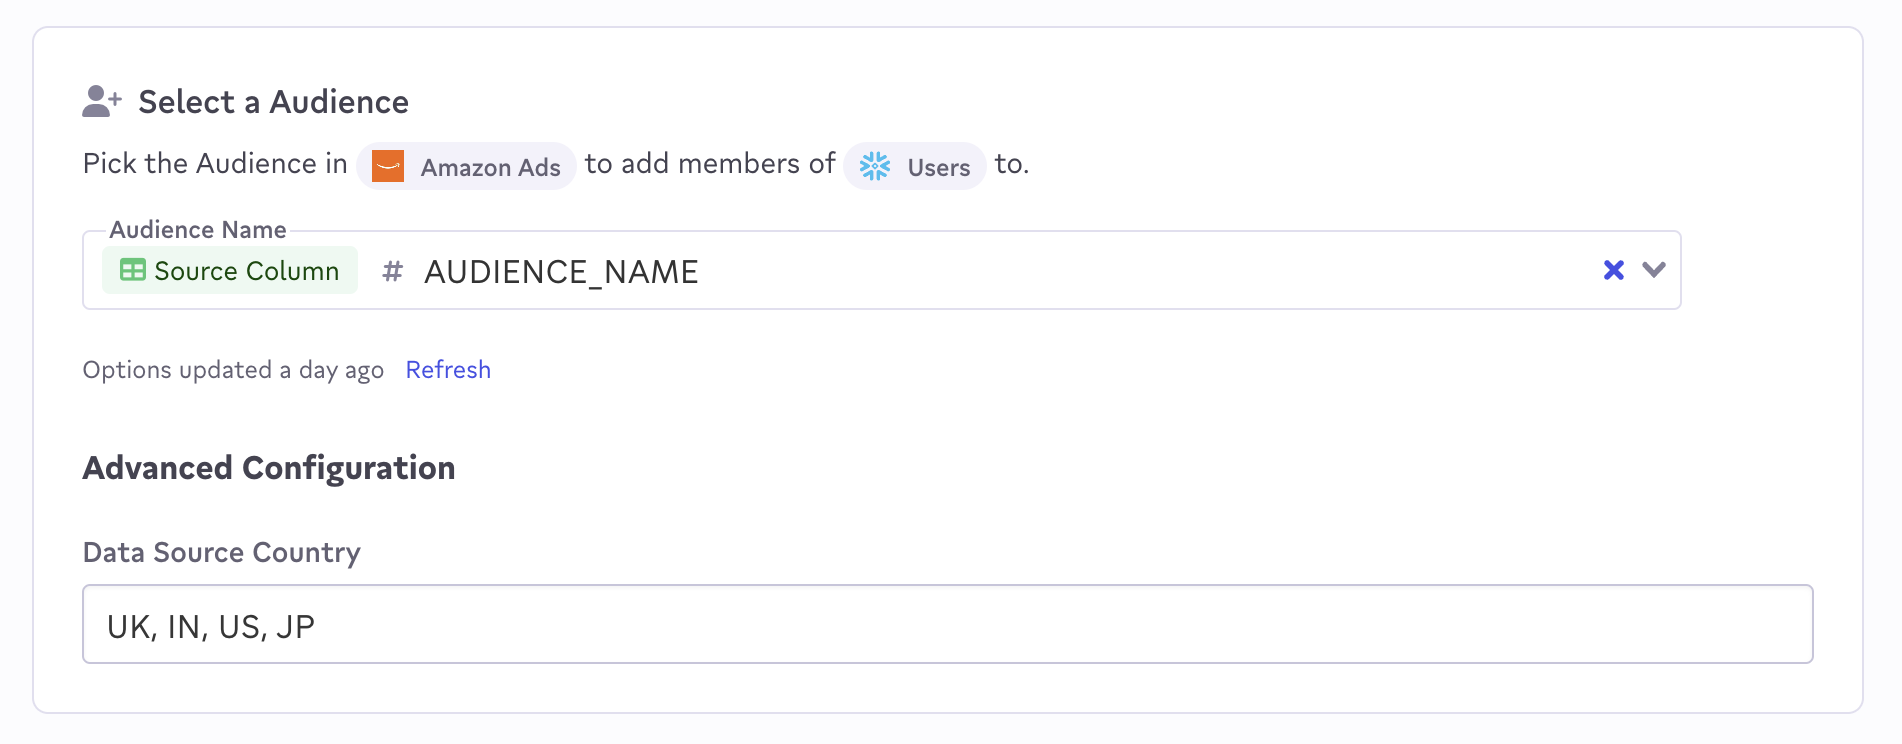 Select a Audience
Pick the Audience in Amazon Ads to add members of Users to.
Audience Name
Source Column # AUDIENCE_NAME
Options updated a day ago Refresh
Advanced Configuration
Data Source Country
UK, IN, US, JP